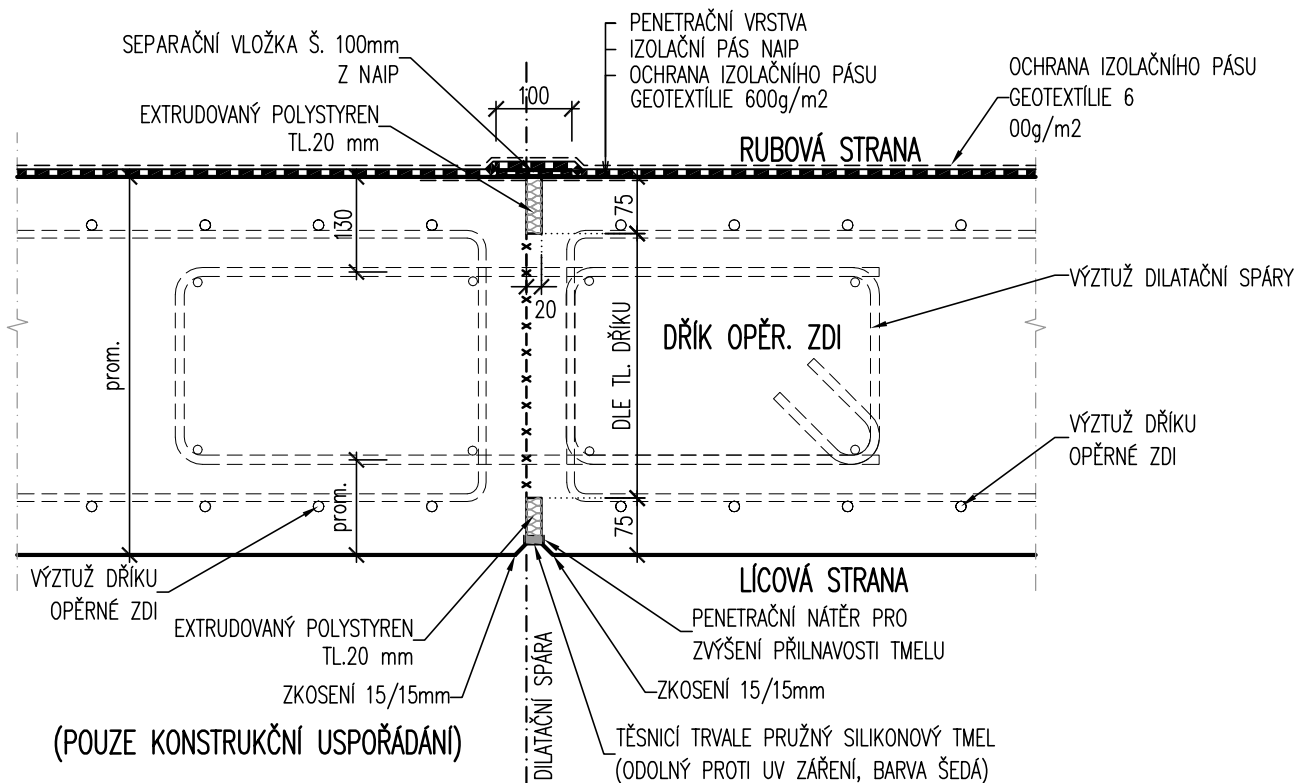 SEPARAČNÍ VLOŽKA Š. 100mm
Z NAIP
EXTRUDOVANÝ POLYSTYREN
TL.20 mm
PENETRAČNÍ VRSTVA
IZOLAČNÍ PÁS NAIP
OCHRANA IZOLAČNÍHO PÁSU
GEOTEXTÍLIE 600g/m2
OCHRANA IZOLAČNÍHO PÁSU
GEOTEXTÍLIE 6
00g/m2
100
RUBOVÁ STRANA
130
75
20
prom.
DLE TL. DŘÍKU
DŘÍK OPĚR. ZDI
VÝZTUŽ DILATAČNÍ SPÁRY
VÝZTUŽ DŘÍKU
OPĚRNÉ ZDI
prom.
75
VÝZTUŽ DŘÍKU
OPĚRNÉ ZDI
LÍCOVÁ STRANA
EXTRUDOVANÝ POLYSTYREN
TL.20 mm
PENETRAČNÍ NÁTĚR PRO
ZVÝŠENÍ PŘILNAVOSTI TMELU
ZKOSENÍ 15/15mm
ZKOSENÍ 15/15mm
DILATAČNÍ SPÁRA
(POUZE KONSTRUKČNÍ USPOŘÁDÁNÍ)
TĚSNICÍ TRVALE PRUŽNÝ SILIKONOVÝ TMEL
(ODOLNÝ PROTI UV ZÁŘENÍ, BARVA ŠEDÁ)